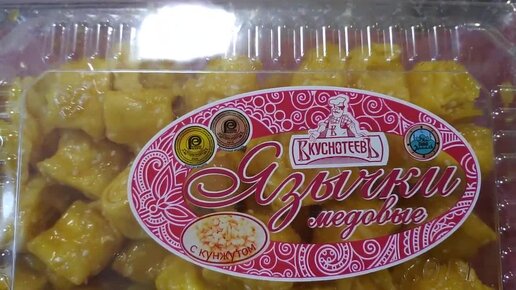 ВКУСНОТЕЕВЪ
Язычки
медовые
С КУНЖУТОМ